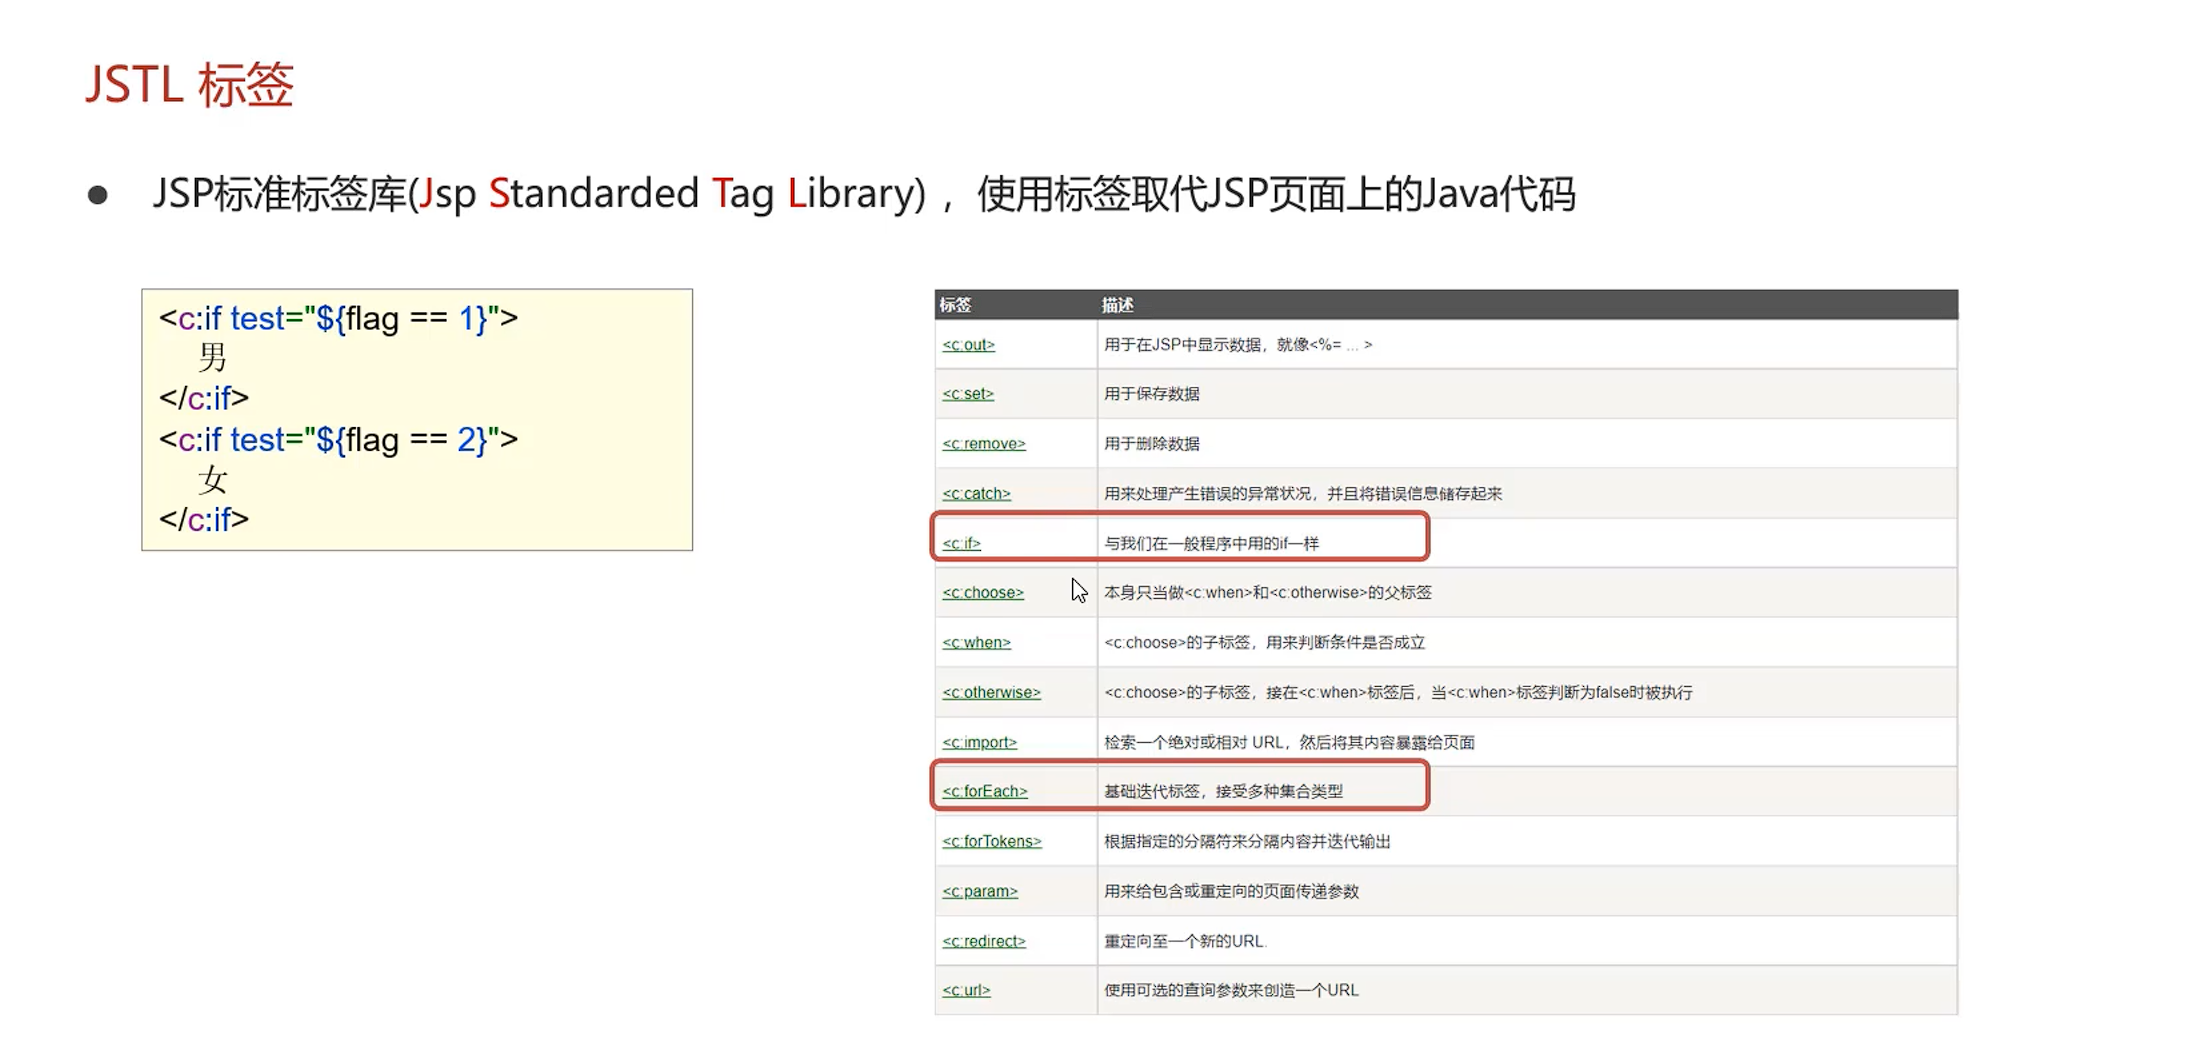 JSTL 标签
● JSP标准标签库(Jsp Standarded Tag Library) ，使用标签取代JSP页面上的Java代码
<c:if test="${flag == 1}">
男
</c:if>
<c:if test="${flag == 2}">
女
</c:if>
标签 描述
<c:out> 用于在JSP中显示数据，就像<%= ... >
<c:set> 用于保存数据
<c:remove> 用于删除数据
<c:catch> 用来处理产生错误的异常状况，并且将错误信息储存起来
<c:if> 与我们在一般程序中用的if一样
<c:choose> 本身只当做<c:when>和<c:otherwise>的父标签
<c:when> <c:choose>的子标签，用来判断条件是否成立
<c:otherwise> <c:choose>的子标签，接在<c:when>标签后，当<c:when>标签判断为false时被执行
<c:import> 检索一个绝对或相对 URL，然后将其内容暴露给页面
<c:forEach> 基础迭代标签，接受多种集合类型
<c:forTokens> 根据指定的分隔符来分隔内容并迭代输出
<c:param> 用来给包含或重定向的页面传递参数
<c:redirect> 重定向至一个新的URL.
<c:url> 使用可选的查询参数来创造一个URL